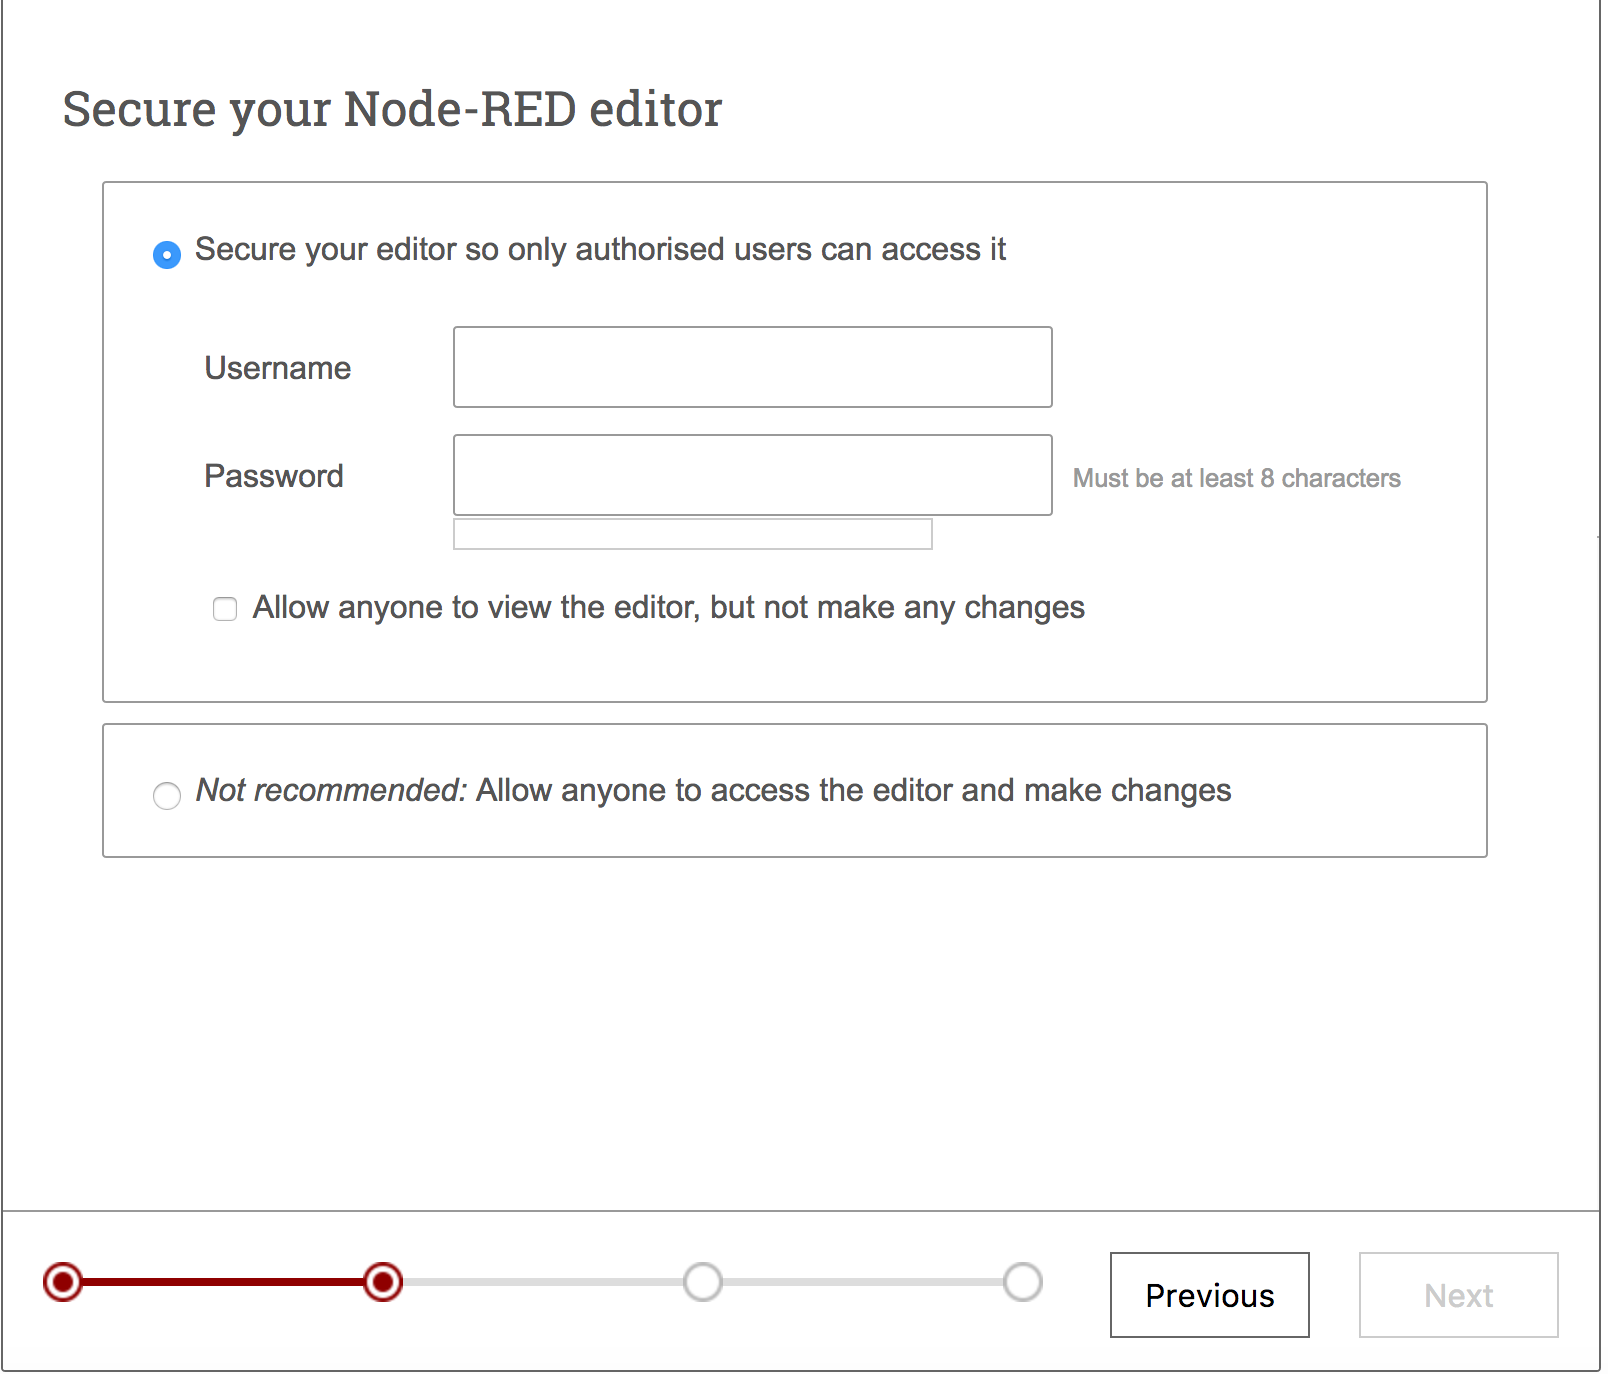 Secure your Node-RED editor
Secure your editor so only authorised users can access it
Username
Password
Must be at least 8 characters
Allow anyone to view the editor, but not make any changes
Not recommended: Allow anyone to access the editor and make changes
Previous
Next